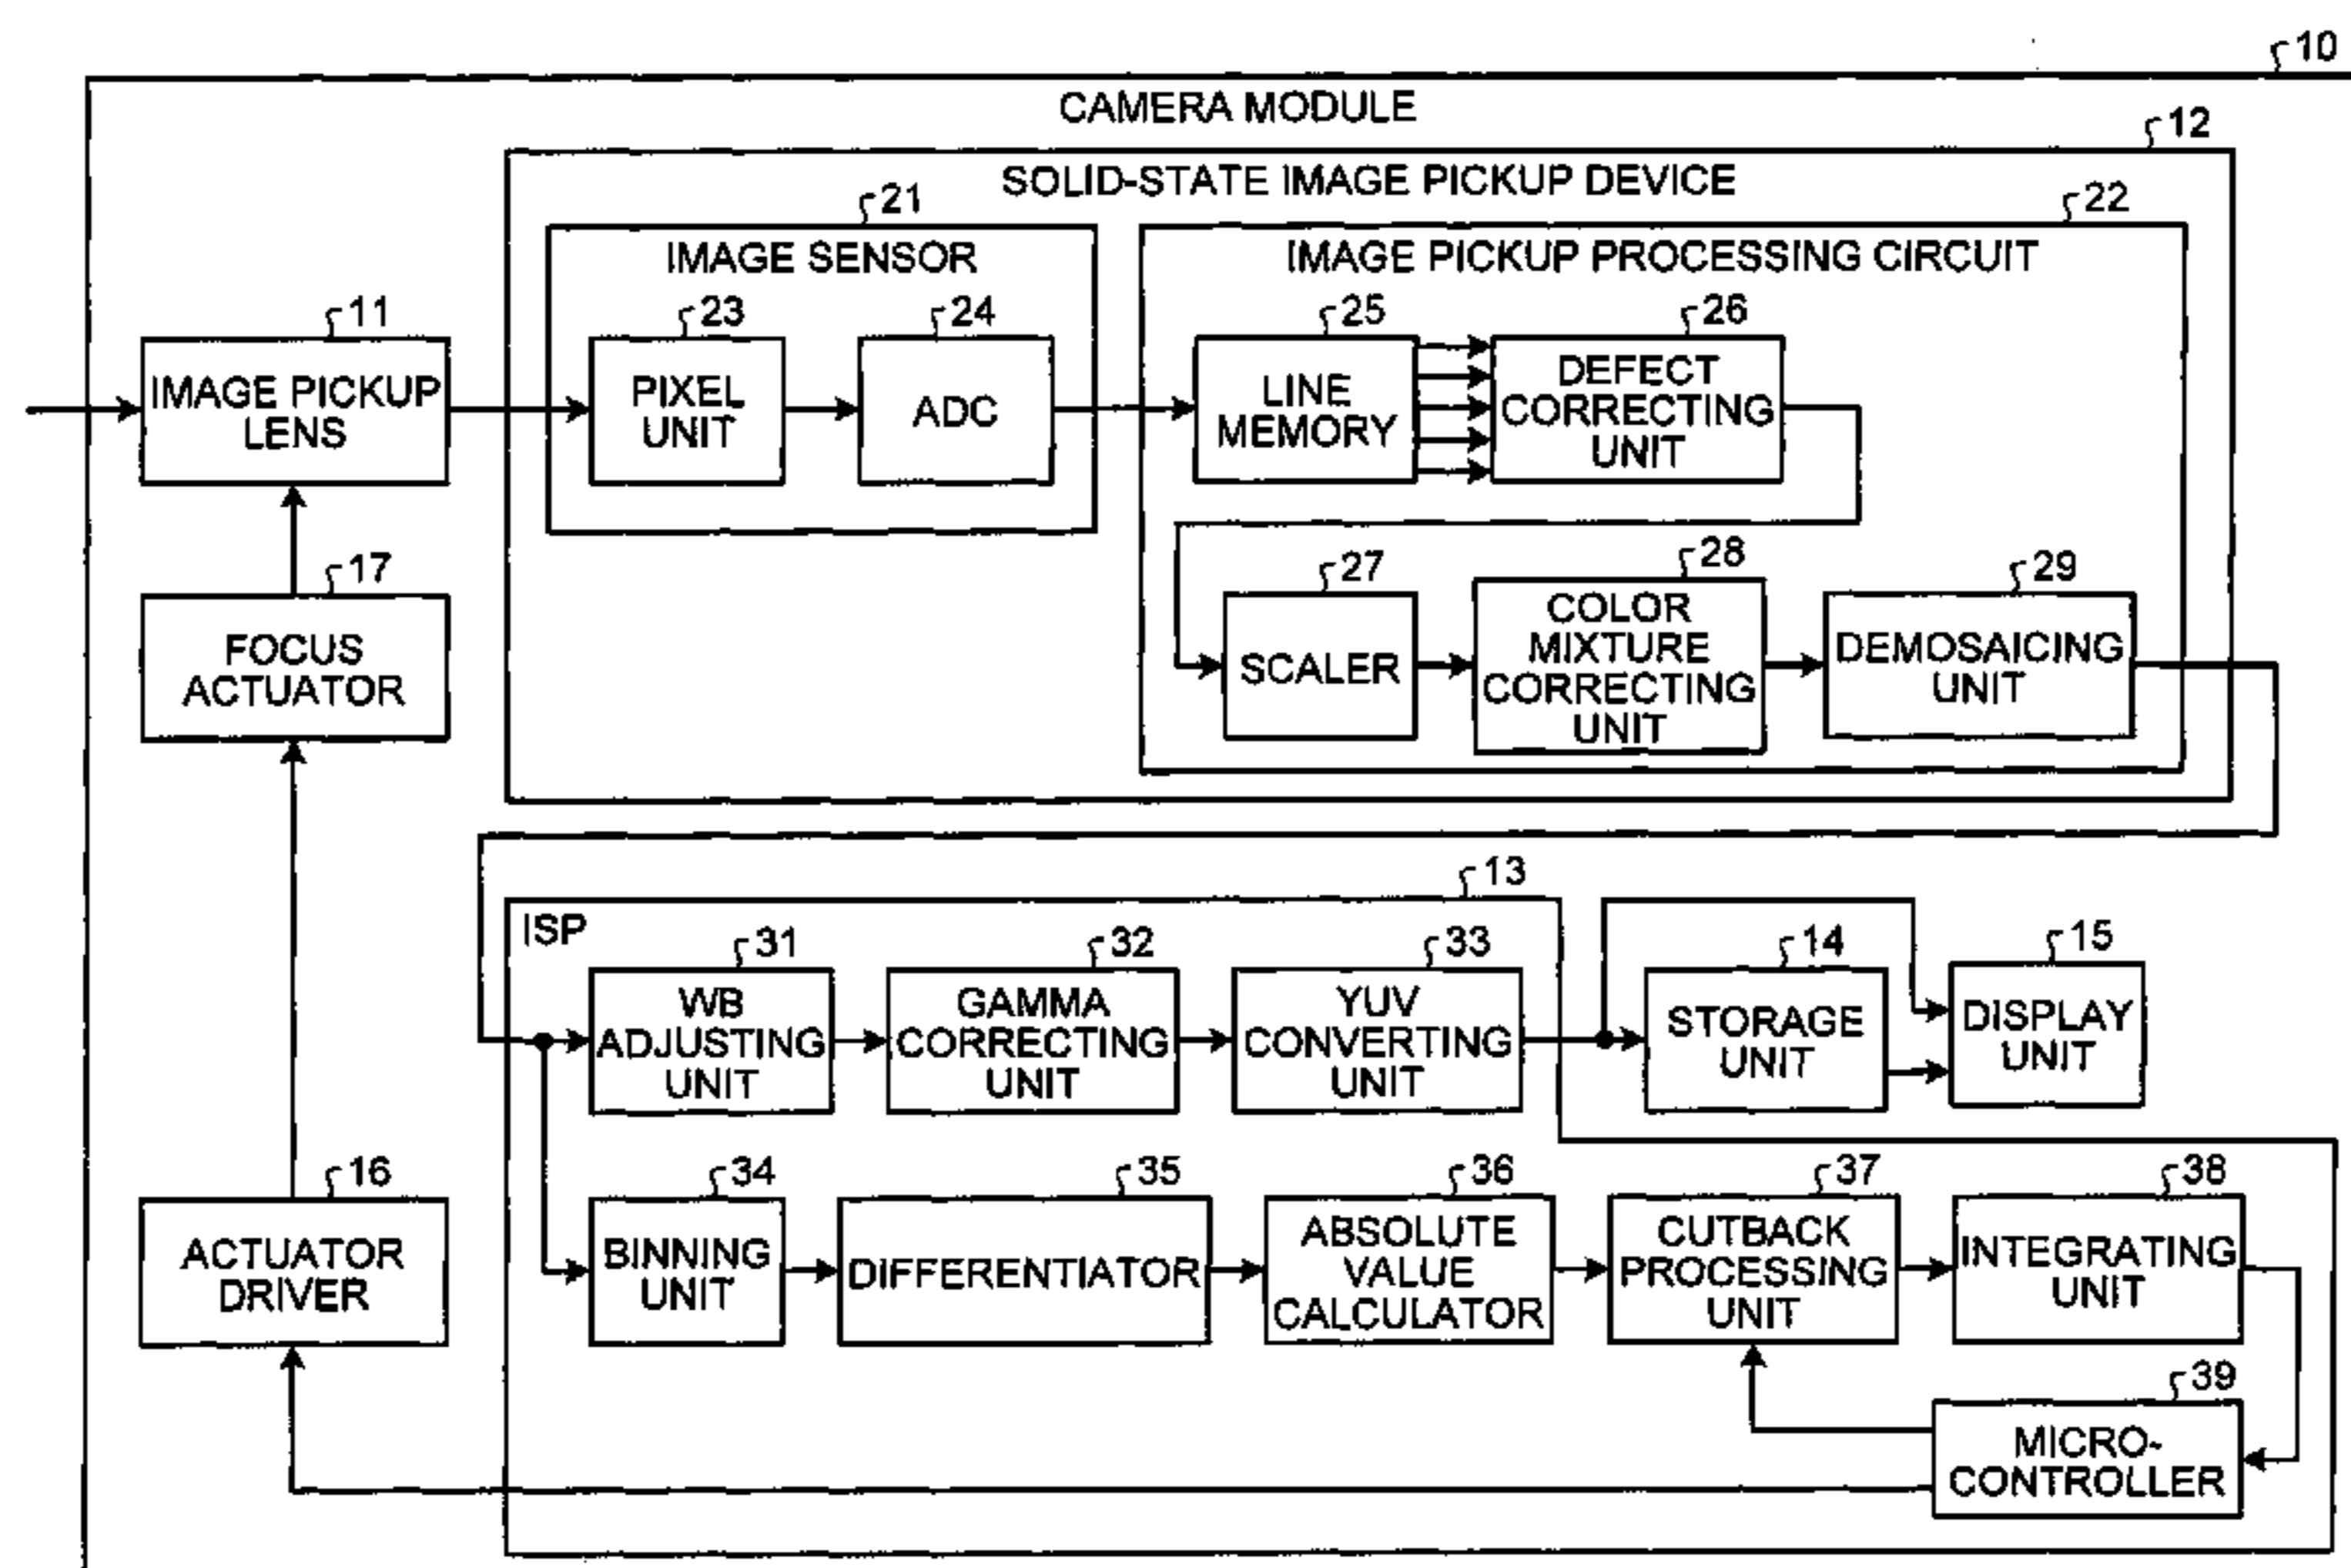 10
CAMERA MODULE
12
SOLID-STATE IMAGE PICKUP DEVICE
21
IMAGE SENSOR
22
IMAGE PICKUP PROCESSING CIRCUIT
11
IMAGE PICKUP
LENS
23
PIXEL
UNIT
24
ADC
25
LINE
MEMORY
26
DEFECT
CORRECTING
UNIT
17
FOCUS
ACTUATOR
27
SCALER
28
COLOR
MIXTURE
CORRECTING
UNIT
29
DEMOSAICING
UNIT
13
ISP
31
WB
ADJUSTING
UNIT
32
GAMMA
CORRECTING
UNIT
33
YUV
CONVERTING
UNIT
14
STORAGE
UNIT
15
DISPLAY
UNIT
16
ACTUATOR
DRIVER
34
BINNING
UNIT
35
DIFFERENTIATOR
36
ABSOLUTE
VALUE
CALCULATOR
37
CUTBACK
PROCESSING
UNIT
38
INTEGRATING
UNIT
39
MICRO-
CONTROLLER